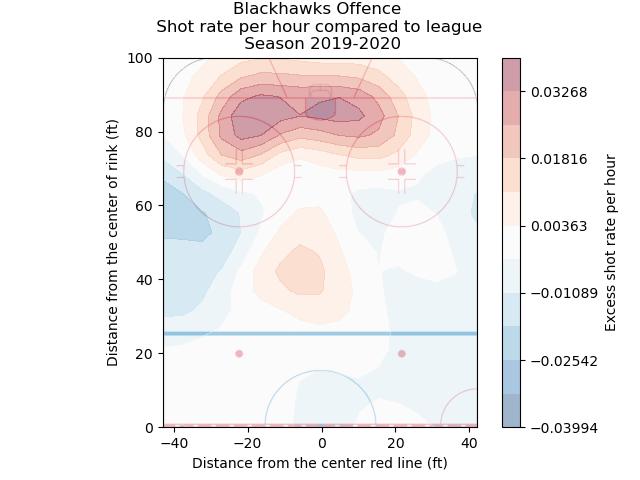 Blackhawks Offence
Shot rate per hour compared to league
Season 2019-2020
100
80
60
40
20
0
Distance from the center of rink (ft)
−40
−20
0
20
40
Distance from the center red line (ft)
0.03268
0.01816
0.00363
−0.01089
−0.02542
−0.03994
Excess shot rate per hour